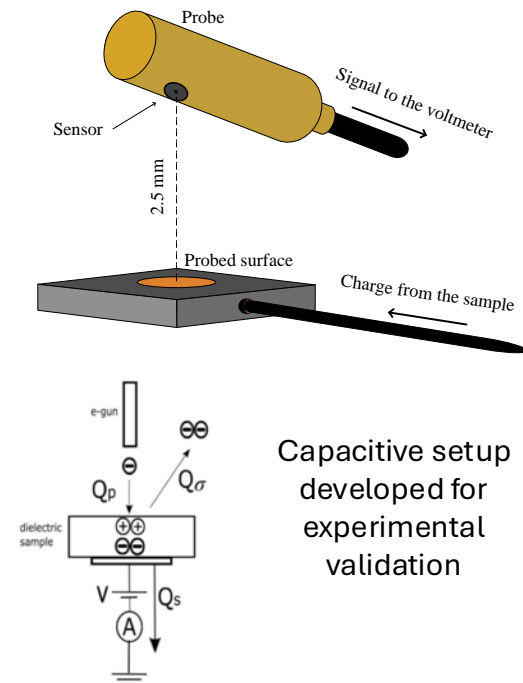 Probe
Signal to the voltmeter
Sensor
2.5 mm
Probed surface
Charge from the sample
e-gun
Qp
Qσ
dielectric
sample
V
Qs
A
Capacitive setup
developed for
experimental
validation